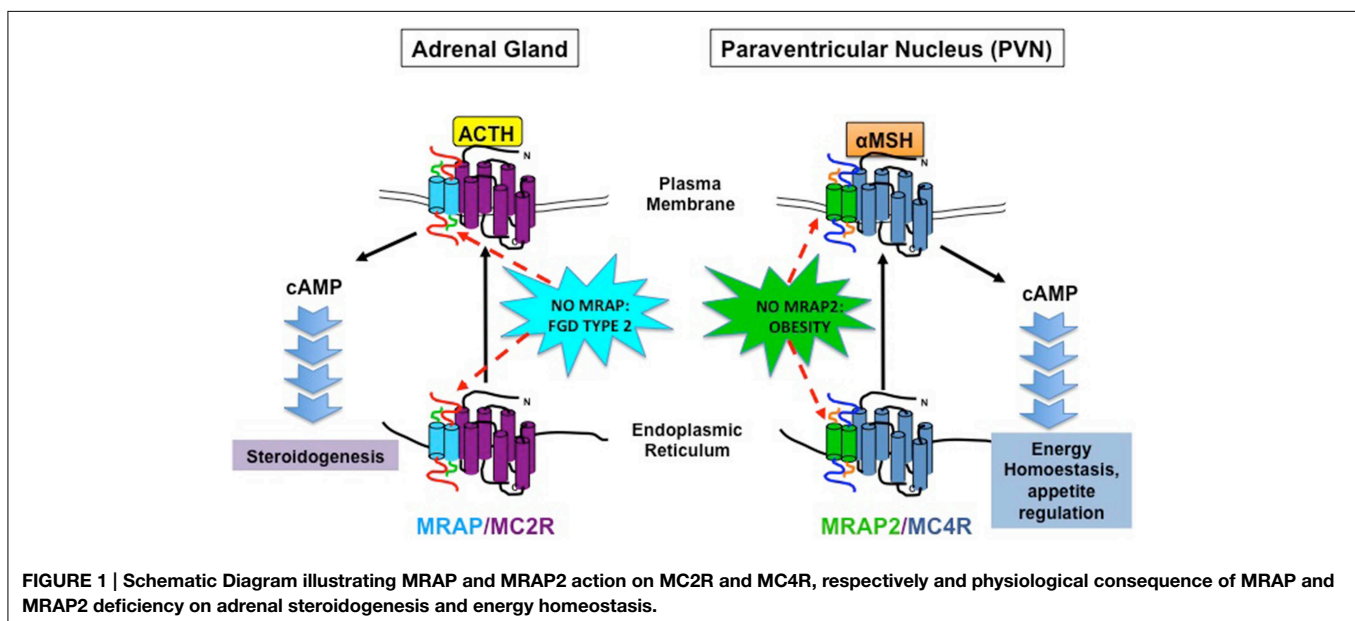 Adrenal Gland
Paraventricular Nucleus (PVN)
ACTH
N
αMSH
N
Plasma
Membrane
cAMP
NO MRAP:
FGD TYPE 2
NO MRAP2:
OBESITY
cAMP
N
N
Steroidogenesis
Endoplasmic
Reticulum
Energy
Homoestasis,
appetite
regulation
MRAP/MC2R
MRAP2/MC4R
FIGURE 1 | Schematic Diagram illustrating MRAP and MRAP2 action on MC2R and MC4R, respectively and physiological consequence of MRAP and
MRAP2 deficiency on adrenal steroidogenesis and energy homeostasis.